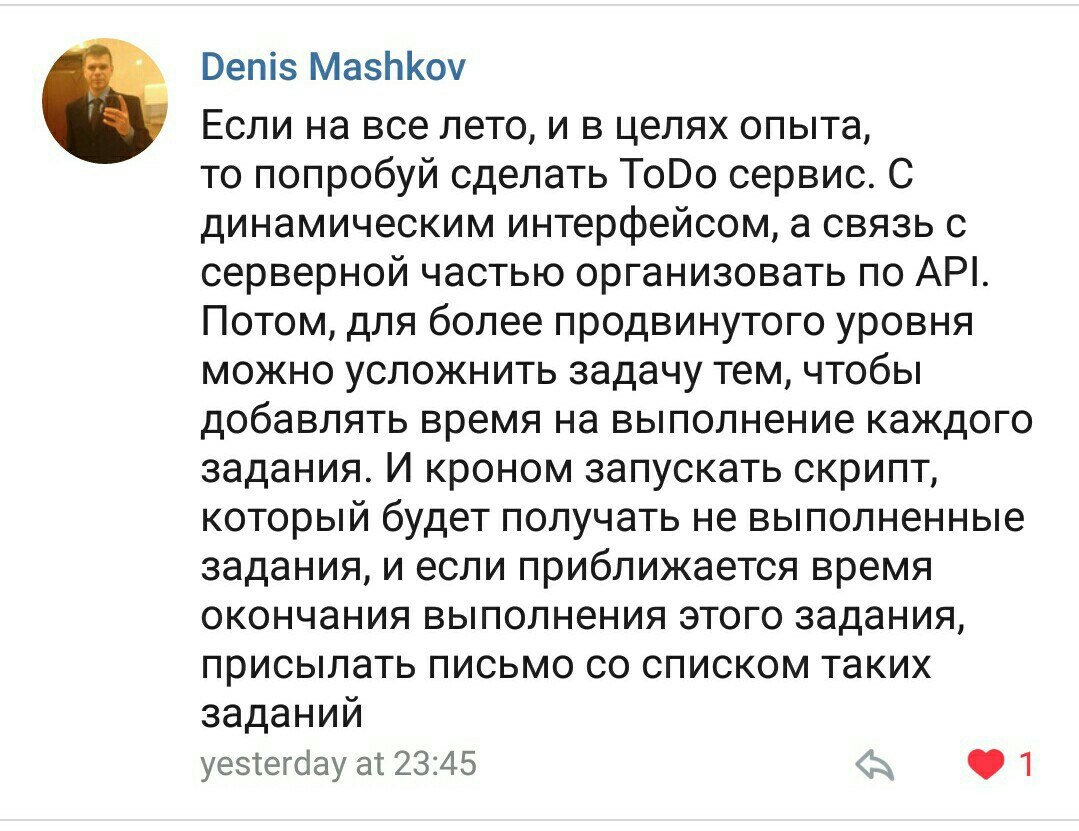 Denis Mashkov
Если на все лето, и в целях опыта,
то попробуй сделать ToDo сервис. С
динамическим интерфейсом, а связь с
серверной частью организовать по API.
Потом, для более продвинутого уровня
можно усложнить задачу тем, чтобы
добавлять время на выполнение каждого
задания. И кроном запускать скрипт,
который будет получать не выполненные
задания, и если приближается время
окончания выполнения этого задания,
присылать письмо со списком таких
заданий
yesterday at 23:45
1